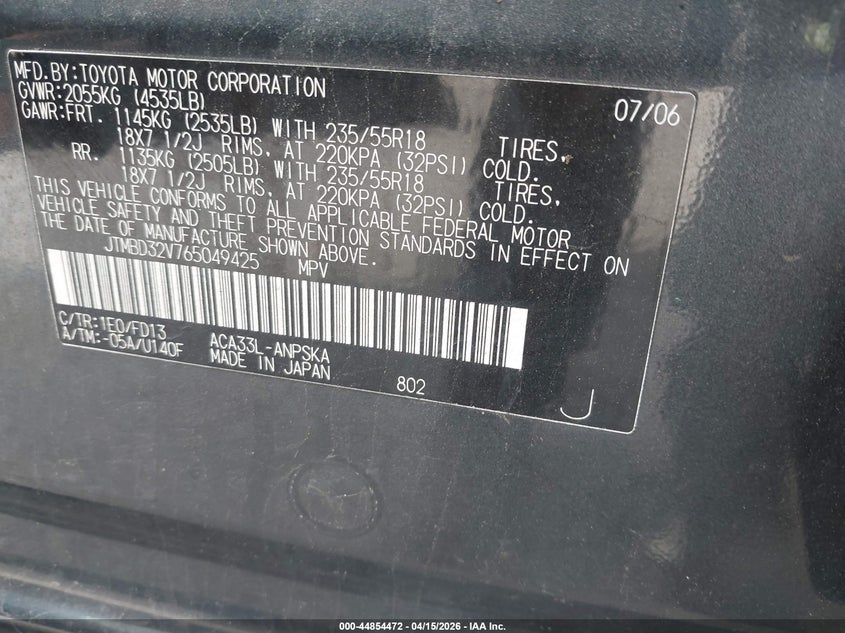 MFD.BY:TOYOTA MOTOR CORPORATION 07/06
GVWR:2055KG (4535LB)
GAWR:FRT. 1145KG (2535LB) WITH 235/55R18 TIRES,
18X7 1/2J RIMS, AT 220KPA (32PSI) COLD.
RR. 1135KG (2505LB) WITH 235/55R18 TIRES,
18X7 1/2J RIMS, AT 220KPA (32PSI) COLD.
THIS VEHICLE CONFORMS TO ALL APPLICABLE FEDERAL MOTOR
VEHICLE SAFETY AND THEFT PREVENTION STANDARDS IN EFFECT ON
THE DATE OF MANUFACTURE SHOWN ABOVE.
JTMBD32V765049425 MPV
C/TR:1E0/FD13 ACA33L-ANPSKA
A/TM:-05A/U140F MADE IN JAPAN
802 J
000-44854472 - 04/15/2026 - IAA Inc.